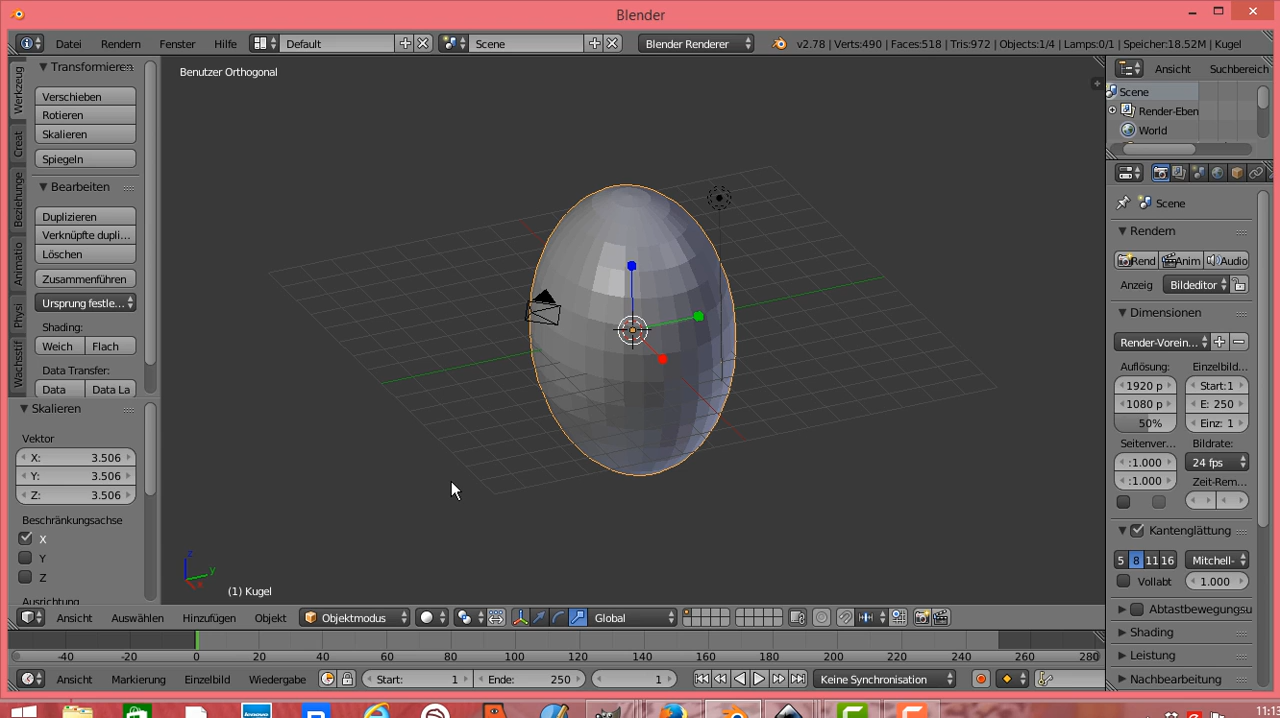 Blender
Datei Rendern Fenster Hilfe Default Scene Blender Renderer v2.78 | Verts:490 | Faces:518 | Tris:972 | Objects:1/4 | Lamps:0/1 | Speicher:18.52M | Kugel
Werkzeug
Creat
Beziehunge
Animatio
Physi
Wachsstif
Transformieren
Verschieben
Rotieren
Skalieren
Spiegeln
Bearbeiten
Duplizieren
Verknüpfte dupli...
Löschen
Zusammenführen
Ursprung festle...
Shading:
Weich Flach
Data Transfer:
Data Data La
Skalieren
Vektor
X: 3.506
Y: 3.506
Z: 3.506
Beschränkungsachse
X
Y
Z
Ausrichtung
Benutzer Orthogonal
z
y
x
(1) Kugel
Ansicht Auswählen Hinzufügen Objekt Objektmodus Global
Ansicht Suchbereich
Scene
Render-Eben
World
Scene
Rendern
Rend Anim Audio
Anzeig Bildeditor
Dimensionen
Render-Vorein...
Auflösung: Einzelbild...
1920 p Start:1
1080 p E: 250
50% Einz: 1
Seitenver... Bildrate:
:1.000 24 fps
:1.000 Zeit-Rem...
Kantenglättung
5 8 11 16 Mitchell-
Vollabt 1.000
Abtastbewegungsu
Shading
Leistung
Nachbearbeitung
-40 -20 0 20 40 60 80 100 120 140 160 180 200 220 240 260 280
Ansicht Markierung Einzelbild Wiedergabe Start: 1 Ende: 250 1 Keine Synchronisation
lenovo
11:13